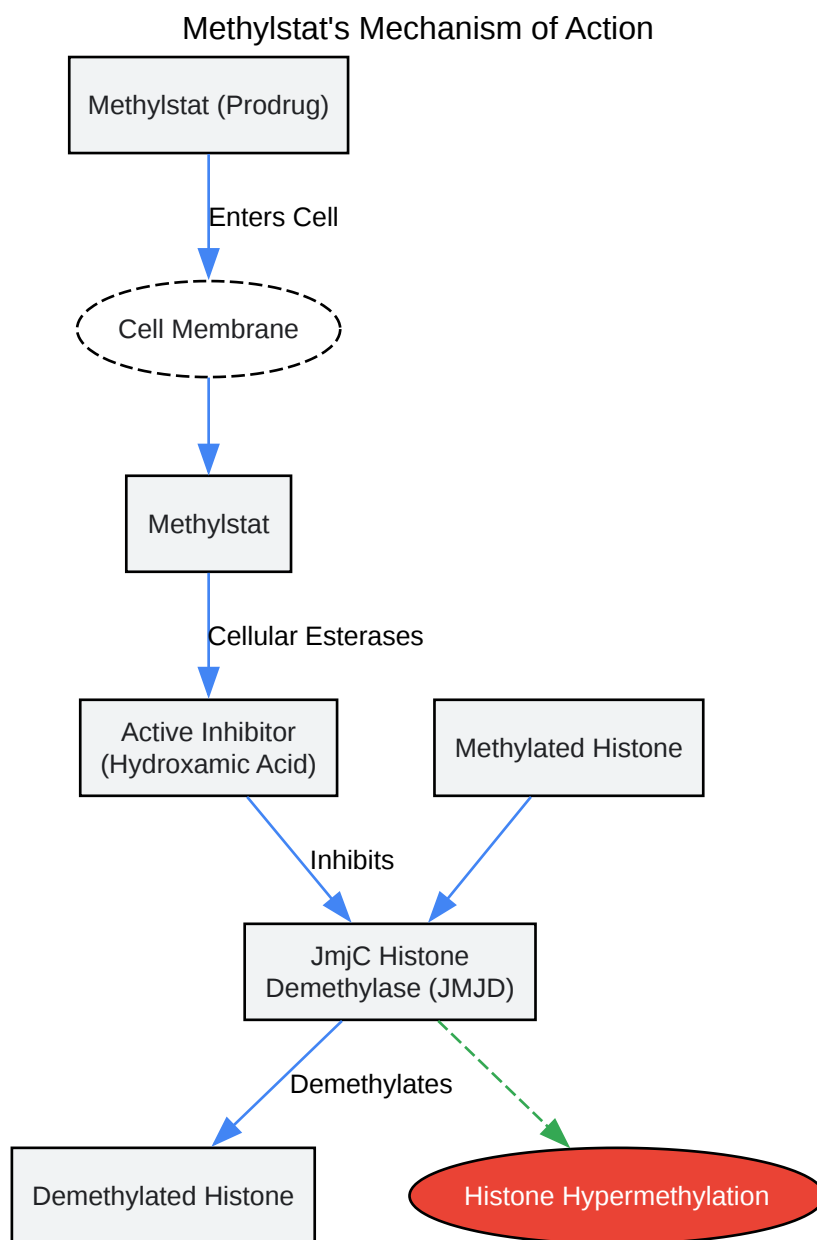 Methylstat's Mechanism of Action
Methylstat (Prodrug)
Enters Cell
Cell Membrane
Methylstat
Cellular Esterases
Active Inhibitor
(Hydroxamic Acid)
Methylated Histone
Inhibits
JmjC Histone
Demethylase (JMJD)
Demethylates
Demethylated Histone
Histone Hypermethylation